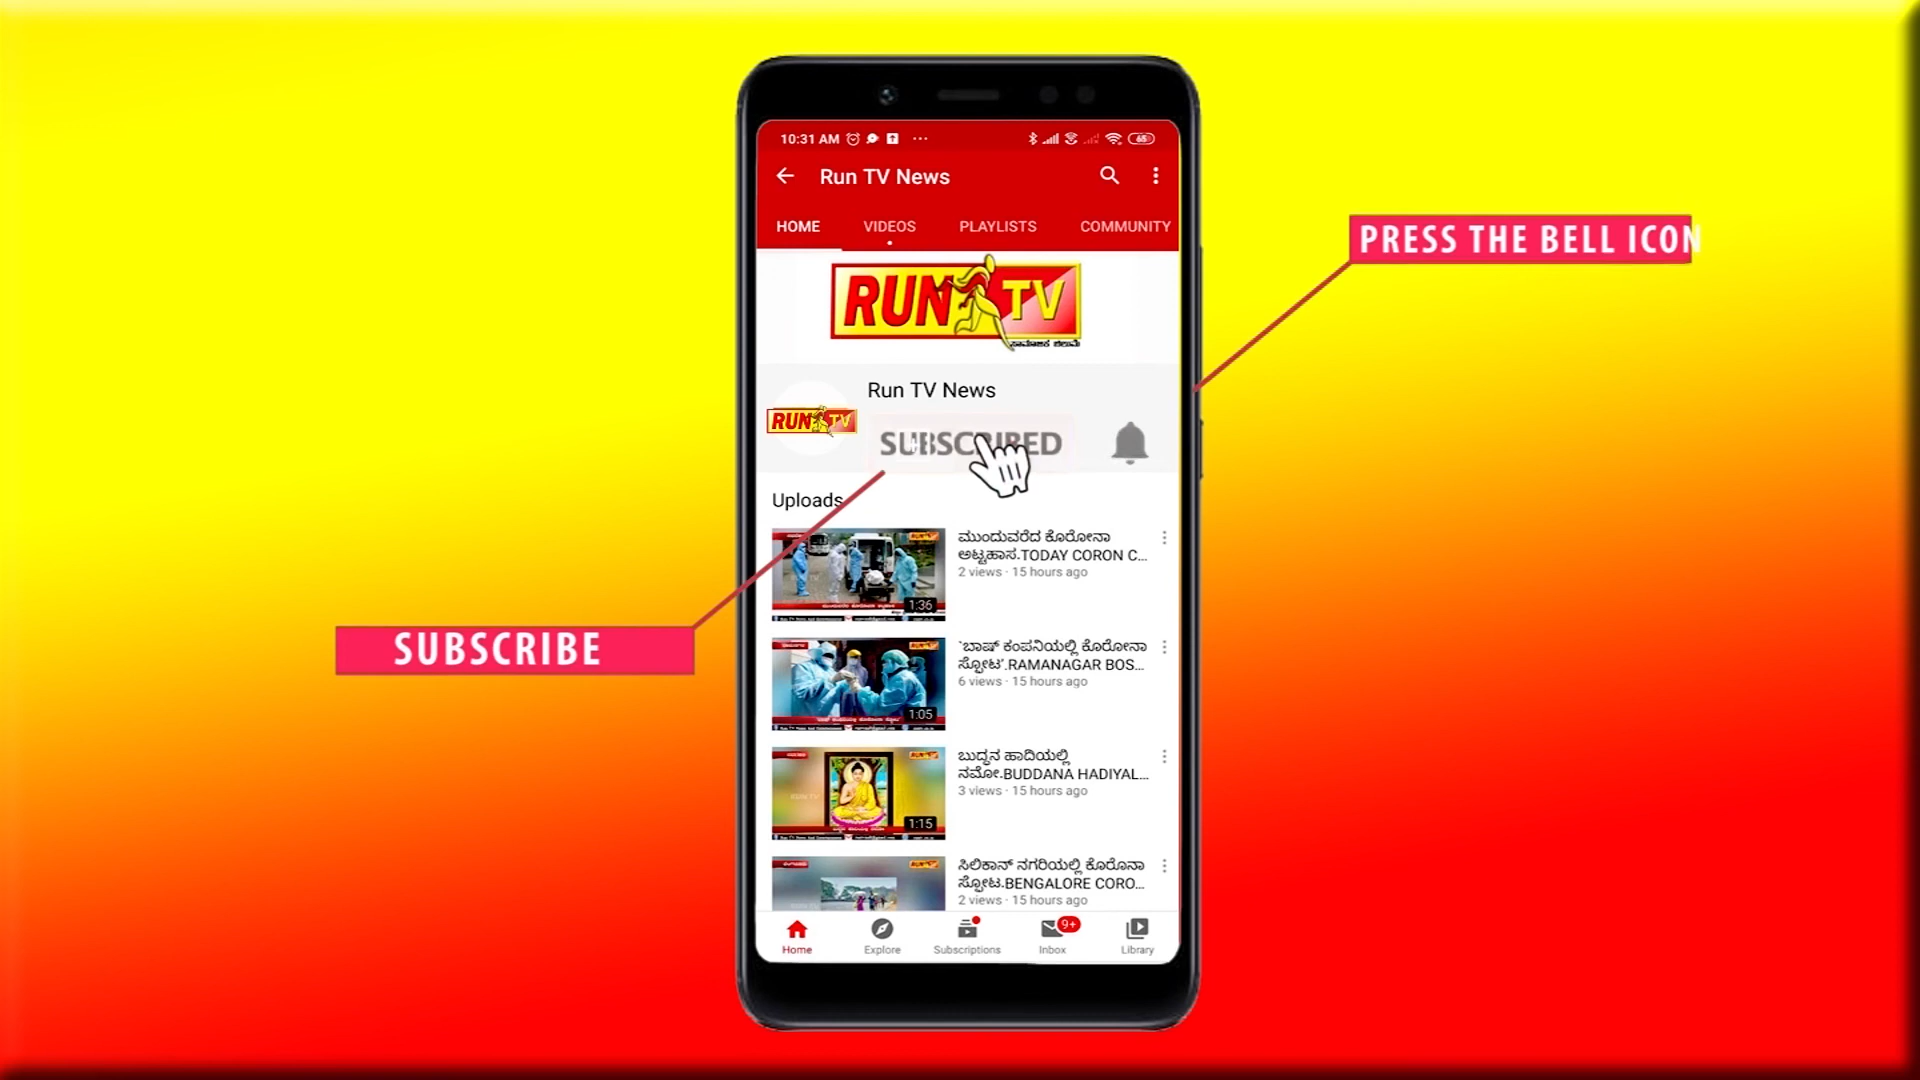 10:31 AM
65
Run TV News
HOME VIDEOS PLAYLISTS COMMUNITY
PRESS THE BELL ICON
RUN TV
Run TV News
RUN TV
SUBSCRIBED
Uploads
ಮುಂದುವರೆದ ಕೊರೋನಾ
ಅಟ್ಟಹಾಸ.TODAY CORON C...
2 views · 15 hours ago
1:36
SUBSCRIBE
`ಬಾಷ್ ಕಂಪನಿಯಲ್ಲಿ ಕೊರೋನಾ
ಸ್ಫೋಟ'.RAMANAGAR BOS...
6 views · 15 hours ago
1:05
ಬುದ್ಧನ ಹಾದಿಯಲ್ಲಿ
ನಮೋ.BUDDANA HADIYAL...
3 views · 15 hours ago
1:15
ಸಿಲಿಕಾನ್ ನಗರಿಯಲ್ಲಿ ಕೊರೊನಾ
ಸ್ಫೋಟ.BENGALORE CORO...
2 views · 15 hours ago
9+
Home Explore Subscriptions Inbox Library